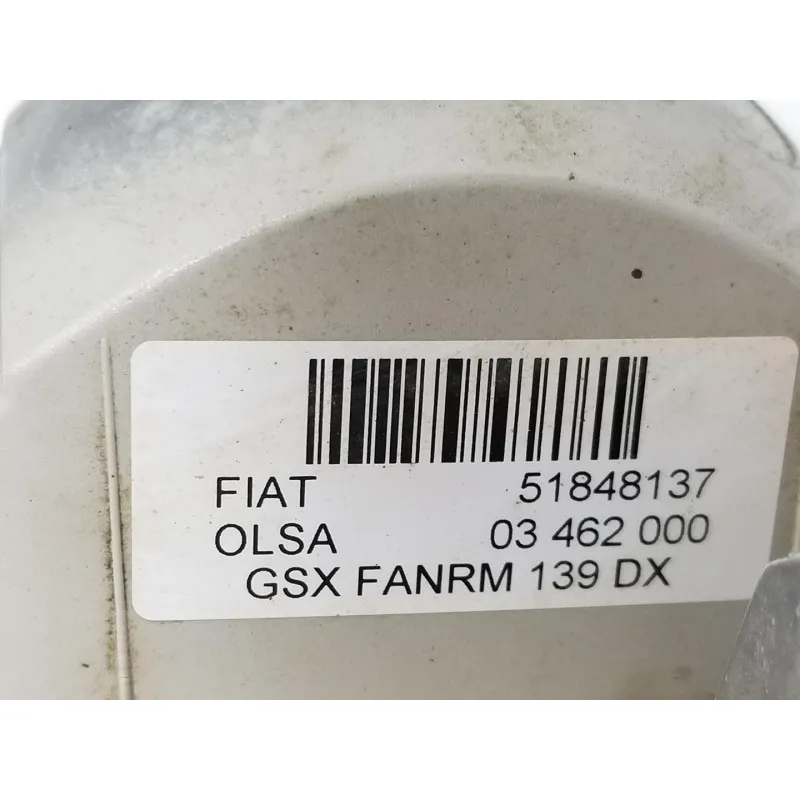 FIAT 51848137
OLSA 03 462 000
GSX FANRM 139 DX